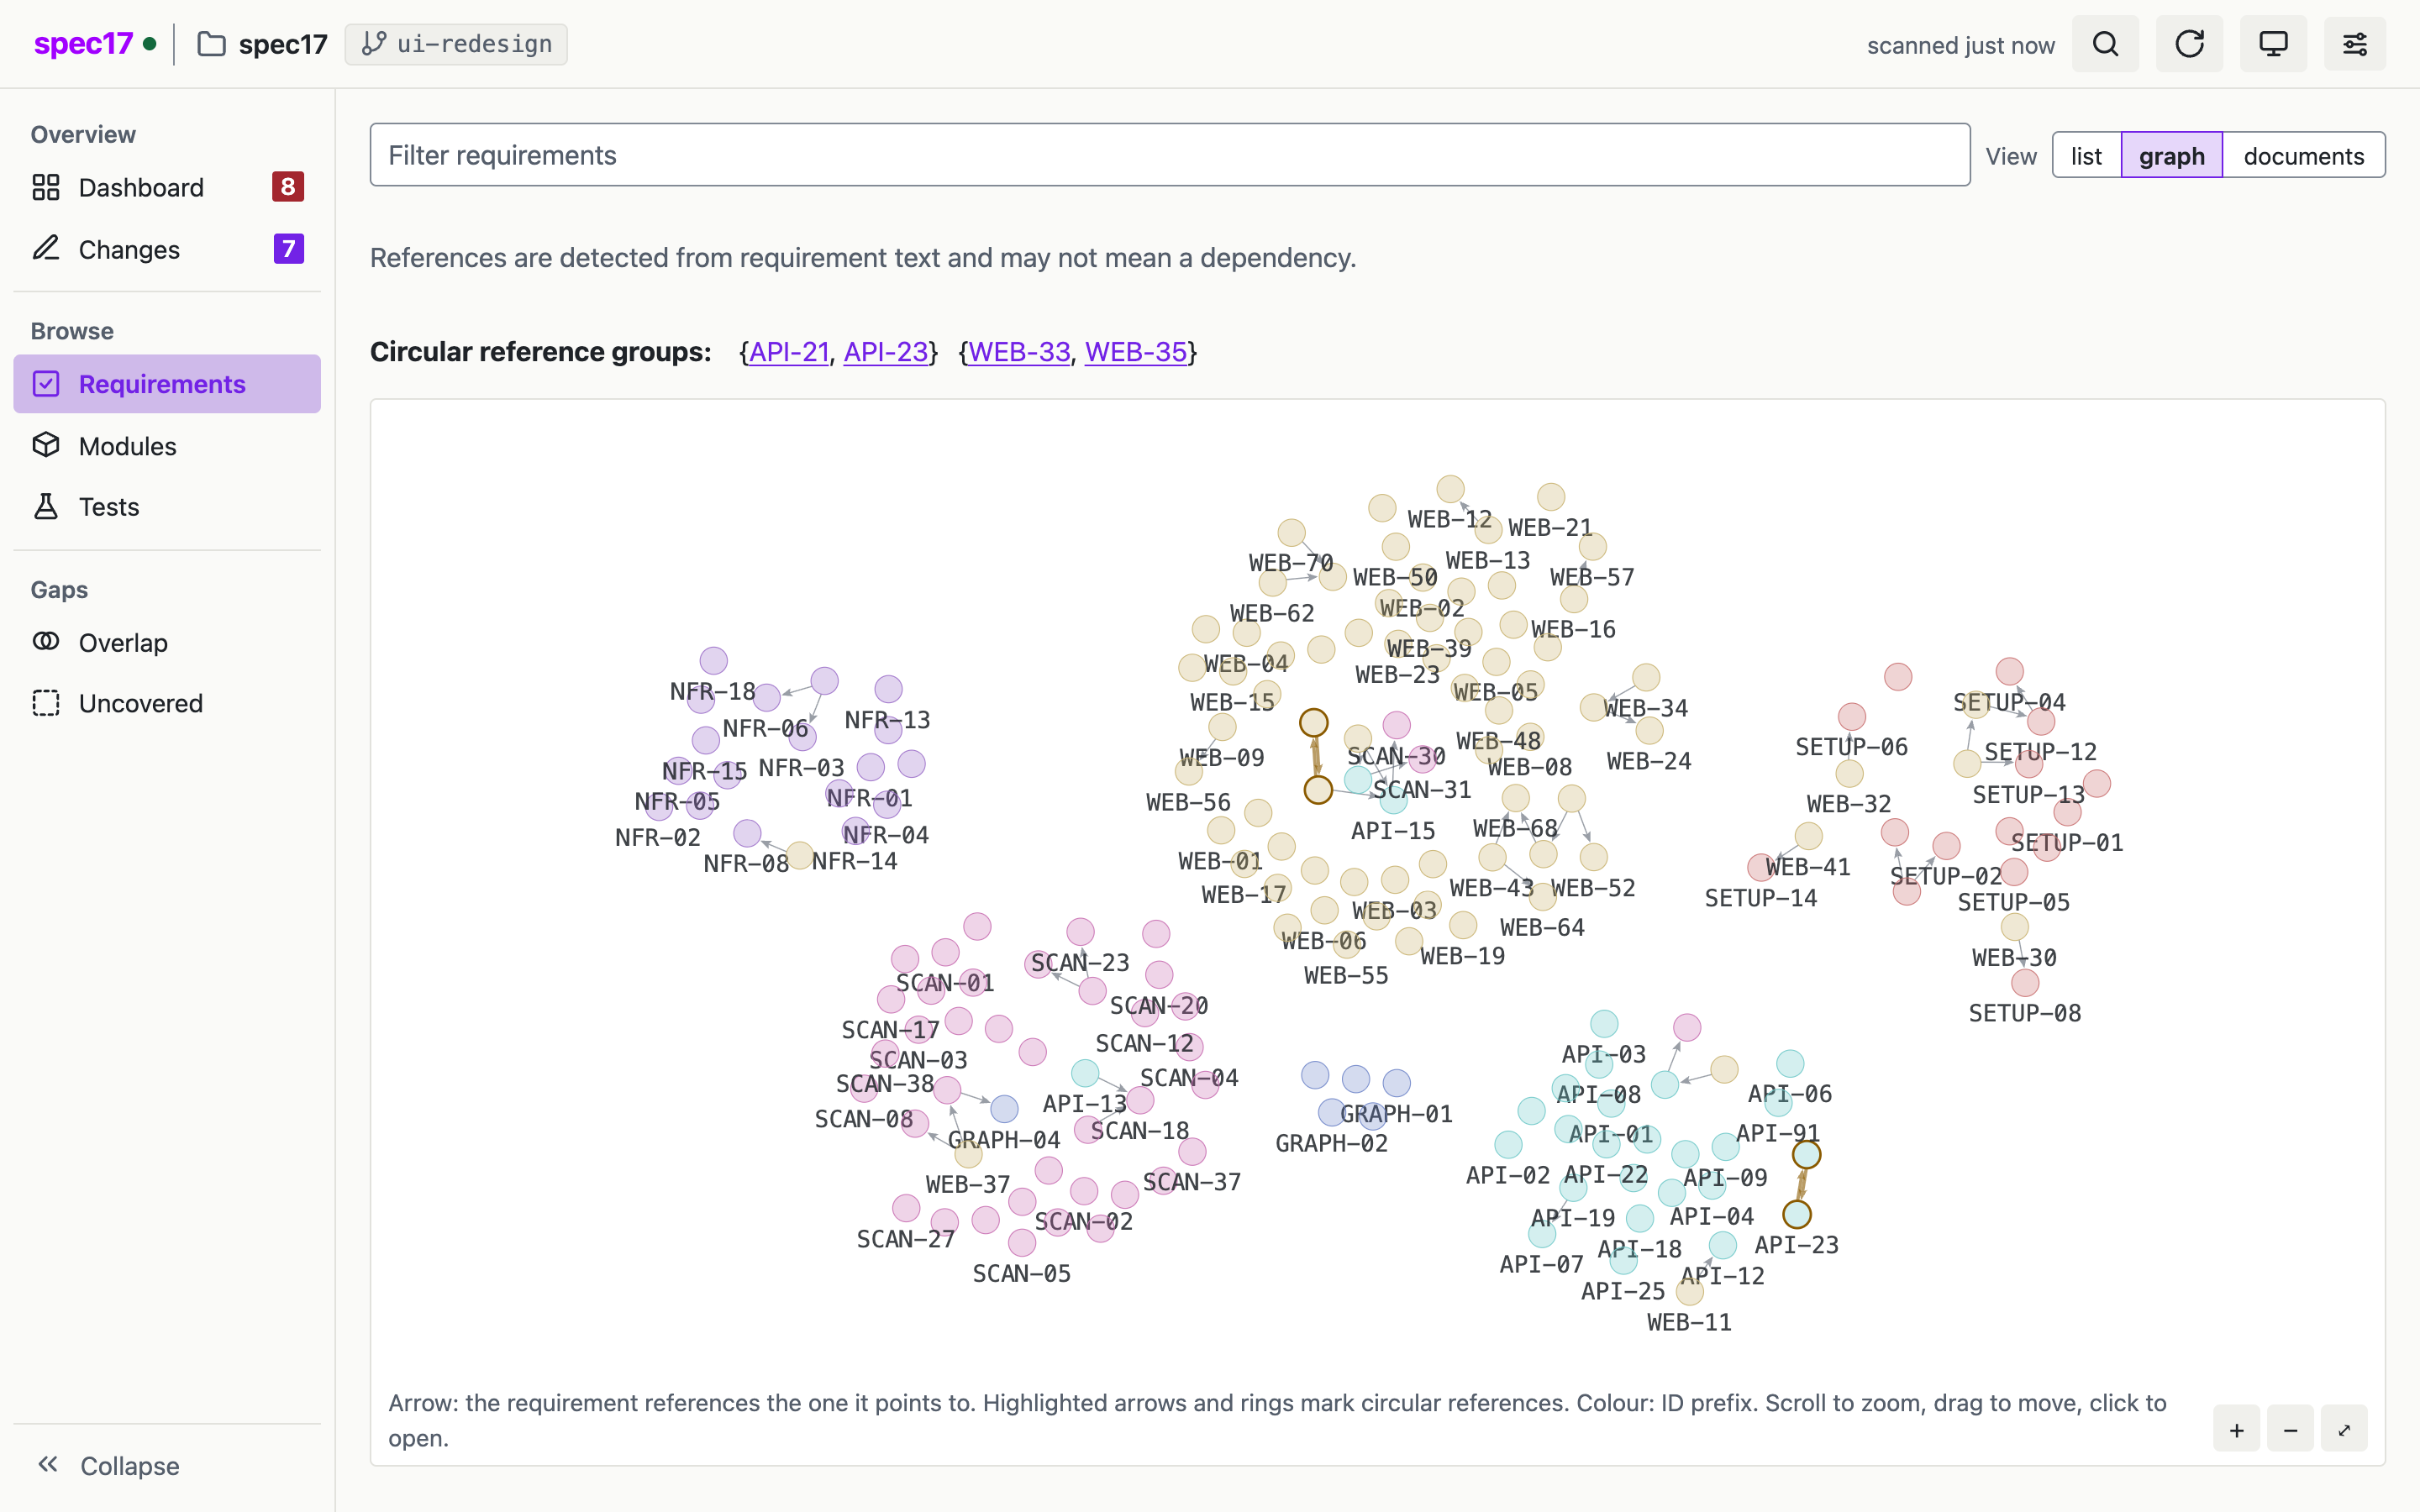 spec17
spec17
ui-redesign
scanned just now
Overview
Dashboard
8
Changes
7
Browse
Requirements
Modules
Tests
Gaps
Overlap
Uncovered
Collapse
Filter requirements
View
list
graph
documents
References are detected from requirement text and may not mean a dependency.
Circular reference groups: {API-21, API-23} {WEB-33, WEB-35}
WEB-12
WEB-21
WEB-70
WEB-13
WEB-50
WEB-57
WEB-02
WEB-62
WEB-16
WEB-39
WEB-04
WEB-23
WEB-05
WEB-15
WEB-34
WEB-48
WEB-09
SCAN-30
WEB-08
WEB-24
SCAN-31
WEB-56
API-15
WEB-68
WEB-01
WEB-17
WEB-43
WEB-52
WEB-03
WEB-64
WEB-06
WEB-19
WEB-55
NFR-18
NFR-13
NFR-06
NFR-03
NFR-15
NFR-01
NFR-05
NFR-04
NFR-02
NFR-08
NFR-14
SETUP-04
SETUP-06
SETUP-12
SETUP-13
WEB-32
SETUP-01
WEB-41
SETUP-02
SETUP-14
SETUP-05
WEB-30
SETUP-08
SCAN-23
SCAN-01
SCAN-20
SCAN-17
SCAN-12
SCAN-03
SCAN-04
SCAN-38
API-13
SCAN-08
SCAN-18
GRAPH-04
WEB-37
SCAN-37
SCAN-02
SCAN-27
SCAN-05
GRAPH-01
GRAPH-02
API-03
API-08
API-06
API-01
API-91
API-02
API-22
API-09
API-19
API-04
API-18
API-23
API-07
API-12
API-25
WEB-11
Arrow: the requirement references the one it points to. Highlighted arrows and rings mark circular references. Colour: ID prefix. Scroll to zoom, drag to move, click to
open.
+
−